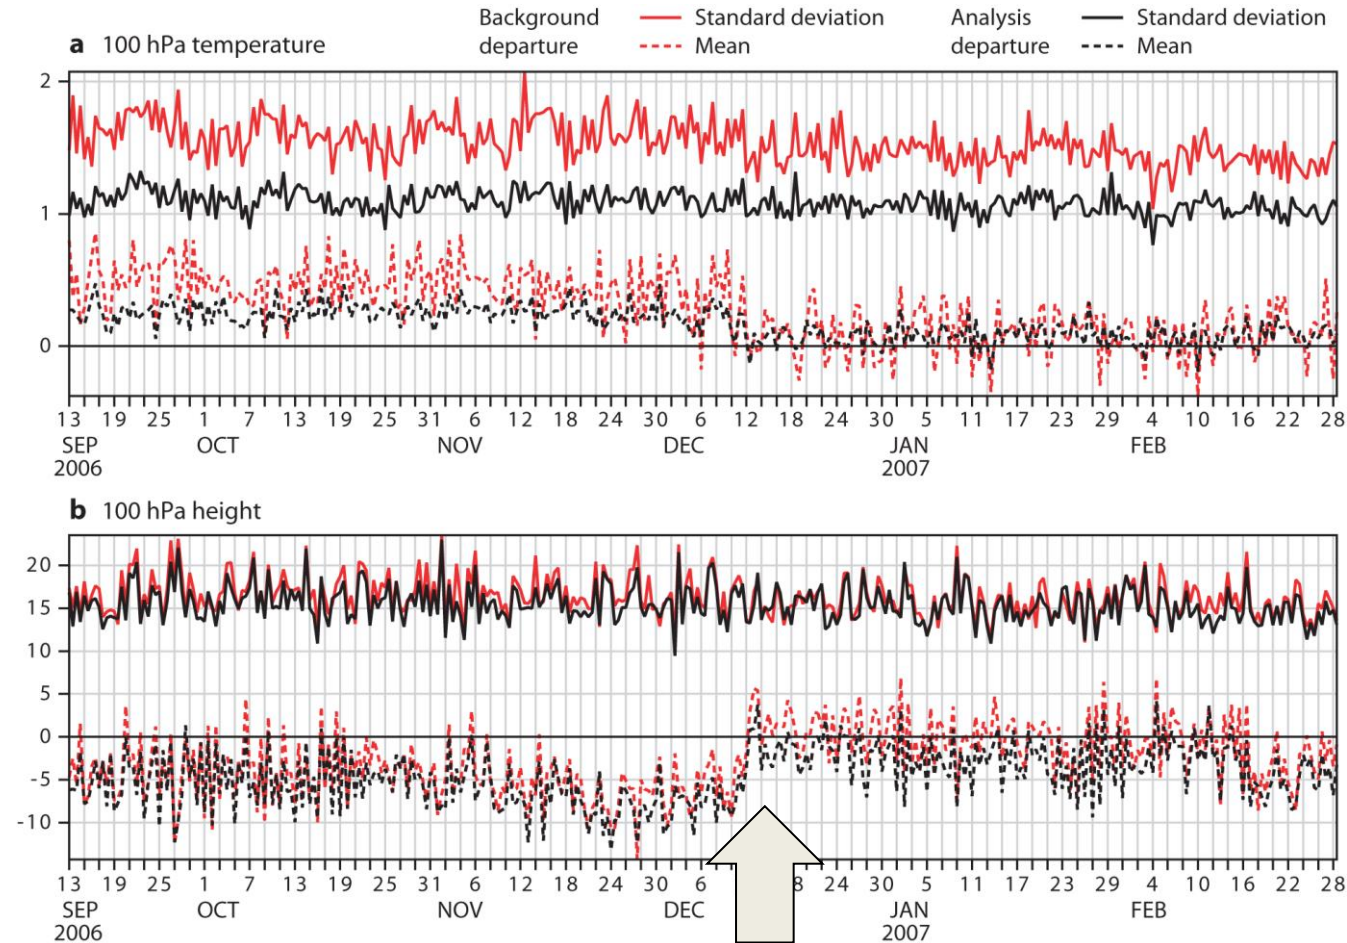 Background departure Standard deviation Mean Analysis departure Standard deviation Mean
a 100 hPa temperature
2
1
0
13 19 25 1 7 13 19 25 31 6 12 18 24 30 6 12 18 24 30 5 11 17 23 29 4 10 16 22 28
SEP OCT NOV DEC JAN FEB
2006 2007
b 100 hPa height
20
15
10
5
0
-5
-10
13 19 25 1 7 13 19 25 31 6 12 18 24 30 6 8 24 30 5 11 17 23 29 4 10 16 22 28
SEP OCT NOV DEC JAN FEB
2006 2007